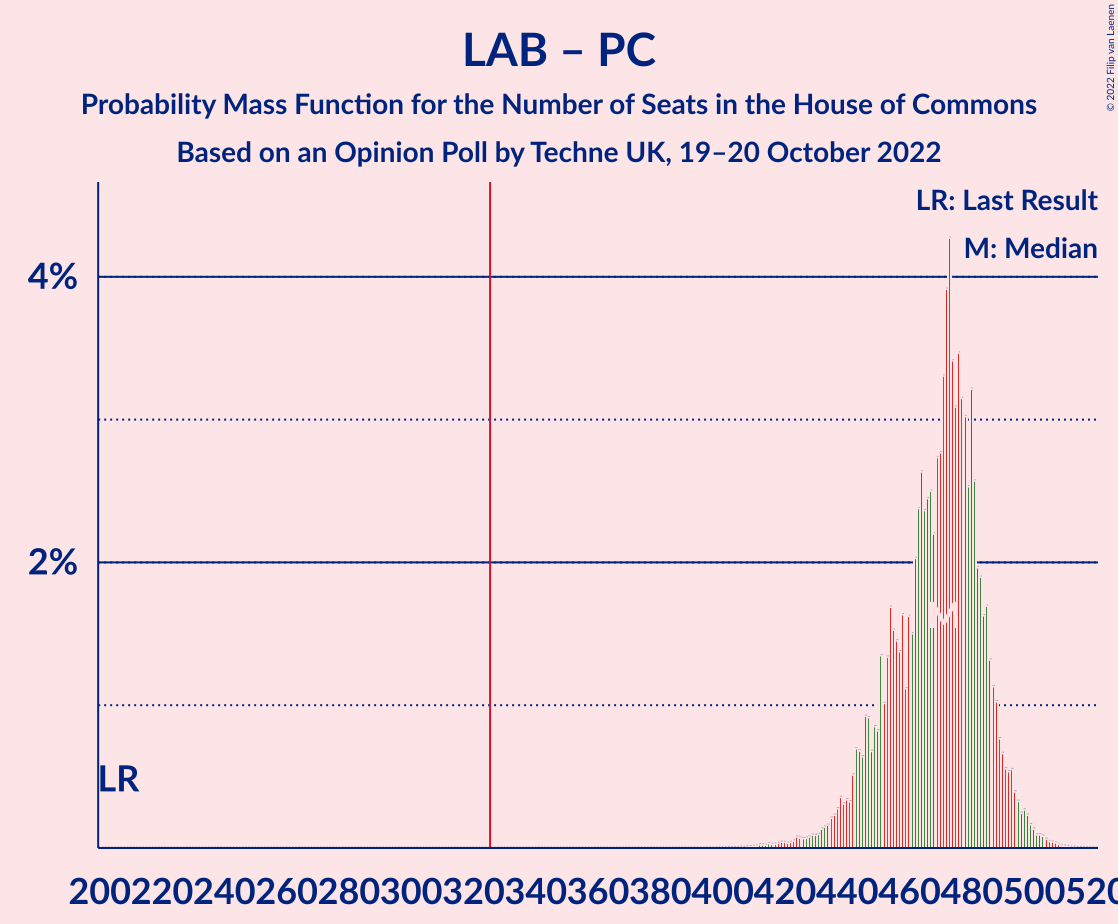 LAB – PC
Probability Mass Function for the Number of Seats in the House of Commons
Based on an Opinion Poll by Techne UK, 19–20 October 2022
© 2022 Filip van Laenen
LR: Last Result
M: Median
4%
2%
LR
M
200220240260280300320340360380400420440460480500520